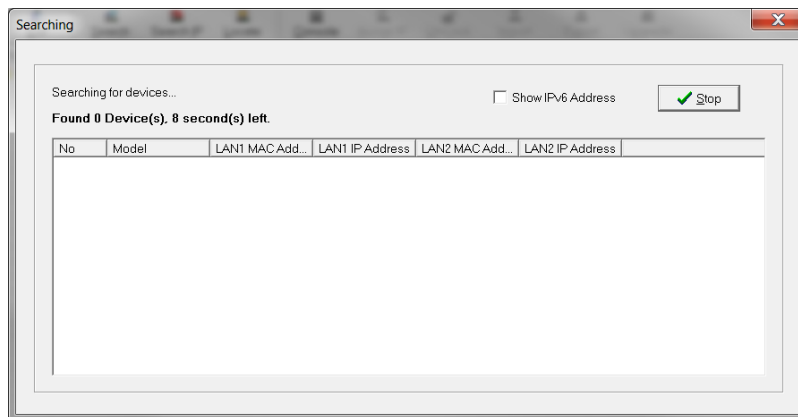 Searching
Searching for devices...
Show IPv6 Address
Stop
Found 0 Device(s), 8 second(s) left.
No Model LAN1 MAC Add... LAN1 IP Address LAN2 MAC Add... LAN2 IP Address